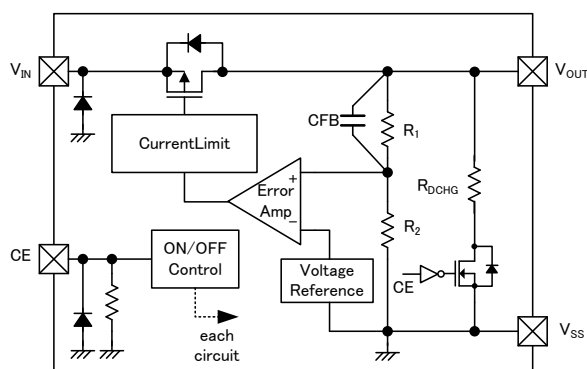 V_IN
V_OUT
CFB
R_1
CurrentLimit
R_DCHG
+
Error
Amp
−
R_2
CE
ON/OFF
Control
Voltage
Reference
CE
each
circuit
V_SS